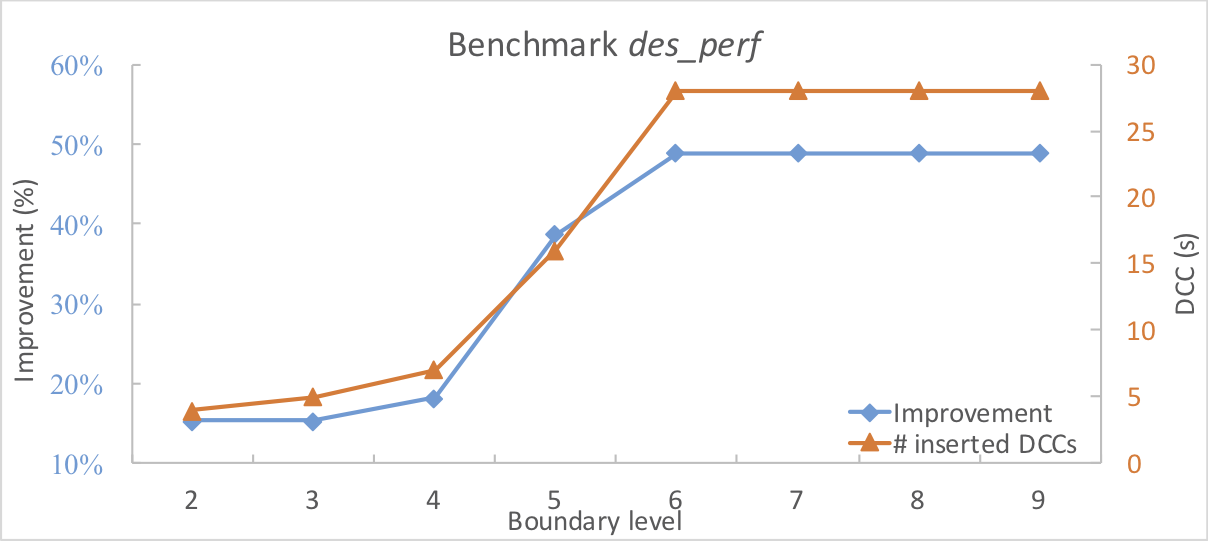 Benchmark des_perf
60%
50%
40%
30%
20%
10%
Improvement (%)
30
25
20
15
10
5
0
DCC (s)
Improvement
# inserted DCCs
2 3 4 5 6 7 8 9
Boundary level